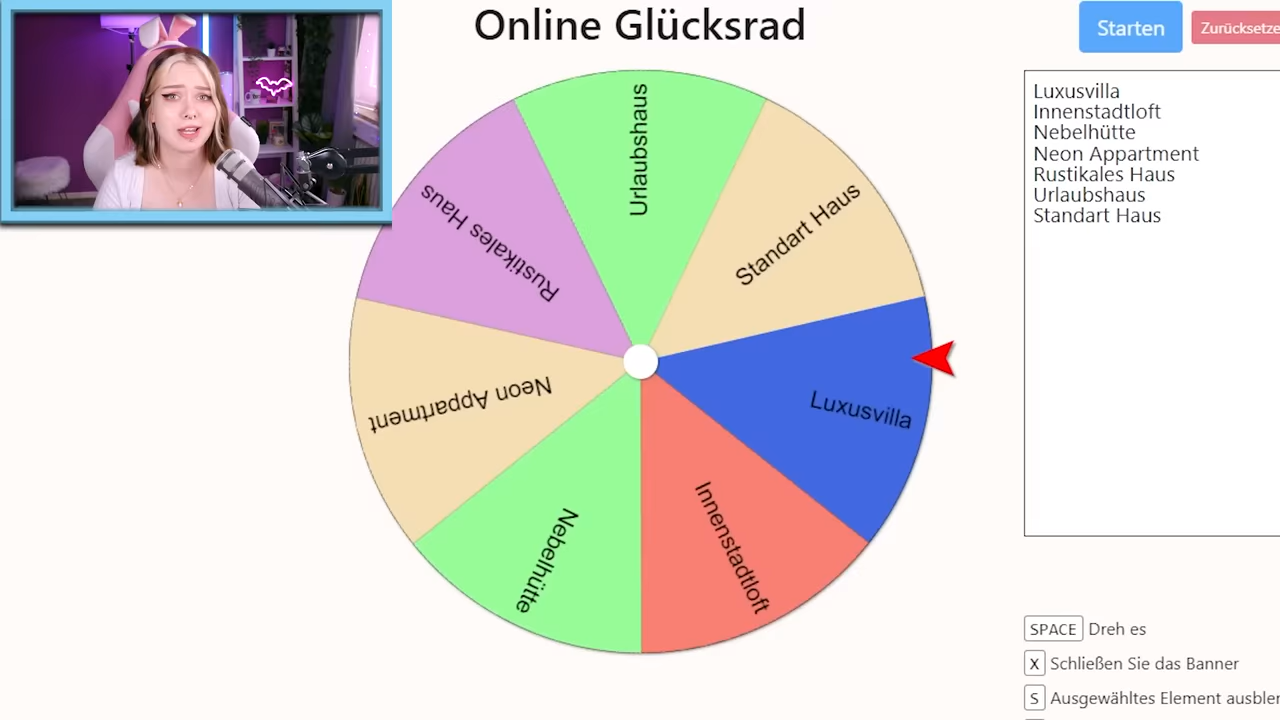 Online Glücksrad
Starten
Zurücksetze
Luxusvilla
Innenstadtloft
Nebelhütte
Neon Appartment
Rustikales Haus
Urlaubshaus
Standart Haus
Urlaubshaus
Standart Haus
Luxusvilla
Innenstadtloft
Nebelhütte
Neon Appartment
Rustikales Haus
SPACE Dreh es
X Schließen Sie das Banner
S Ausgewähltes Element ausblen